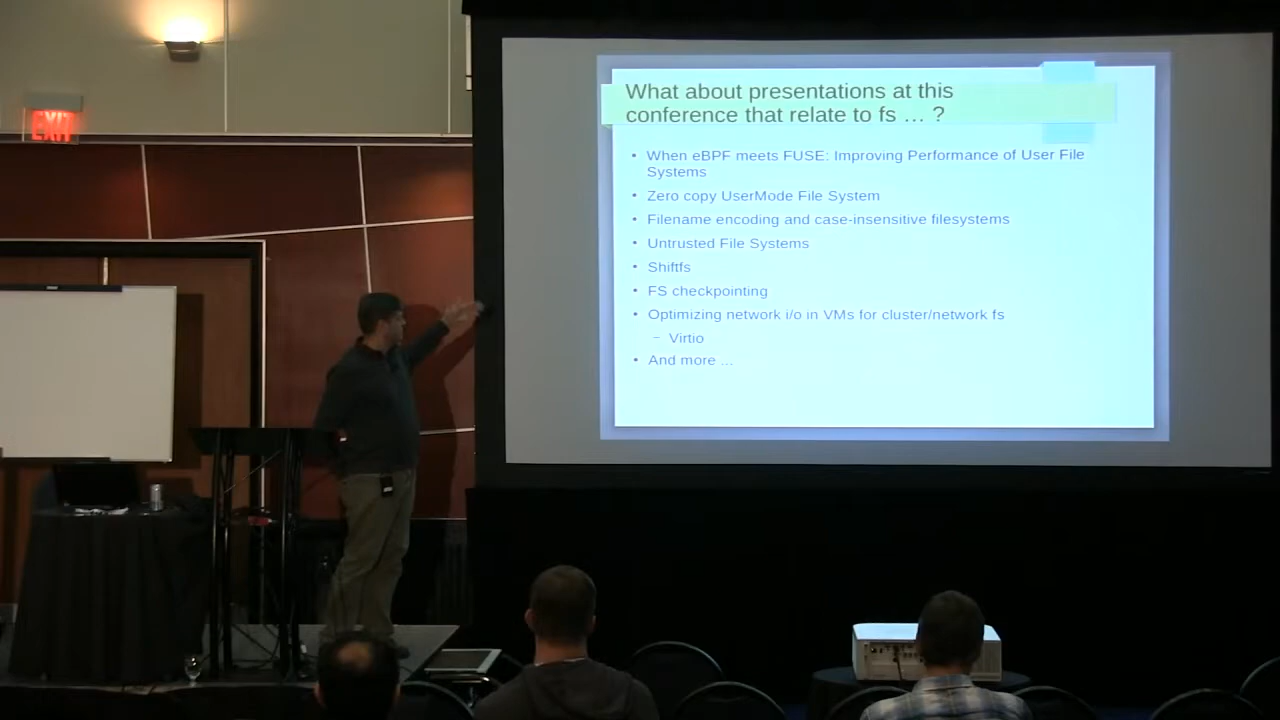 What about presentations at this
conference that relate to fs ... ?
• When eBPF meets FUSE: Improving Performance of User File
Systems
• Zero copy UserMode File System
• Filename encoding and case-insensitive filesystems
• Untrusted File Systems
• Shiftfs
• FS checkpointing
• Optimizing network i/o in VMs for cluster/network fs
– Virtio
• And more ...
EXIT